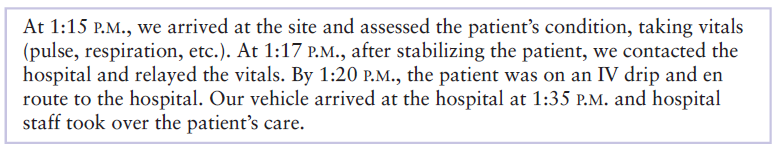 At 1:15 P.M., we arrived at the site and assessed the patient’s condition, taking vitals
(pulse, respiration, etc.). At 1:17 P.M., after stabilizing the patient, we contacted the
hospital and relayed the vitals. By 1:20 P.M., the patient was on an IV drip and en
route to the hospital. Our vehicle arrived at the hospital at 1:35 P.M. and hospital
staff took over the patient’s care.